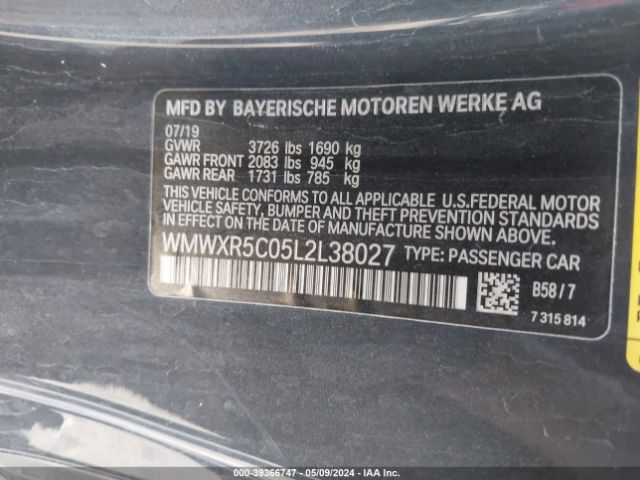 MFD BY BAYERISCHE MOTOREN WERKE AG
07/19
GVWR 3726 lbs 1690 kg
GAWR FRONT 2083 lbs 945 kg
GAWR REAR 1731 lbs 785 kg
THIS VEHICLE CONFORMS TO ALL APPLICABLE U.S.FEDERAL MOTOR
VEHICLE SAFETY, BUMPER AND THEFT PREVENTION STANDARDS
IN EFFECT ON THE DATE OF MANUFACTURE SHOWN ABOVE.
WMWXR5C05L2L38027 TYPE: PASSENGER CAR
B58/7
7 315 814
000-39366747 - 05/09/2024 - IAA Inc.